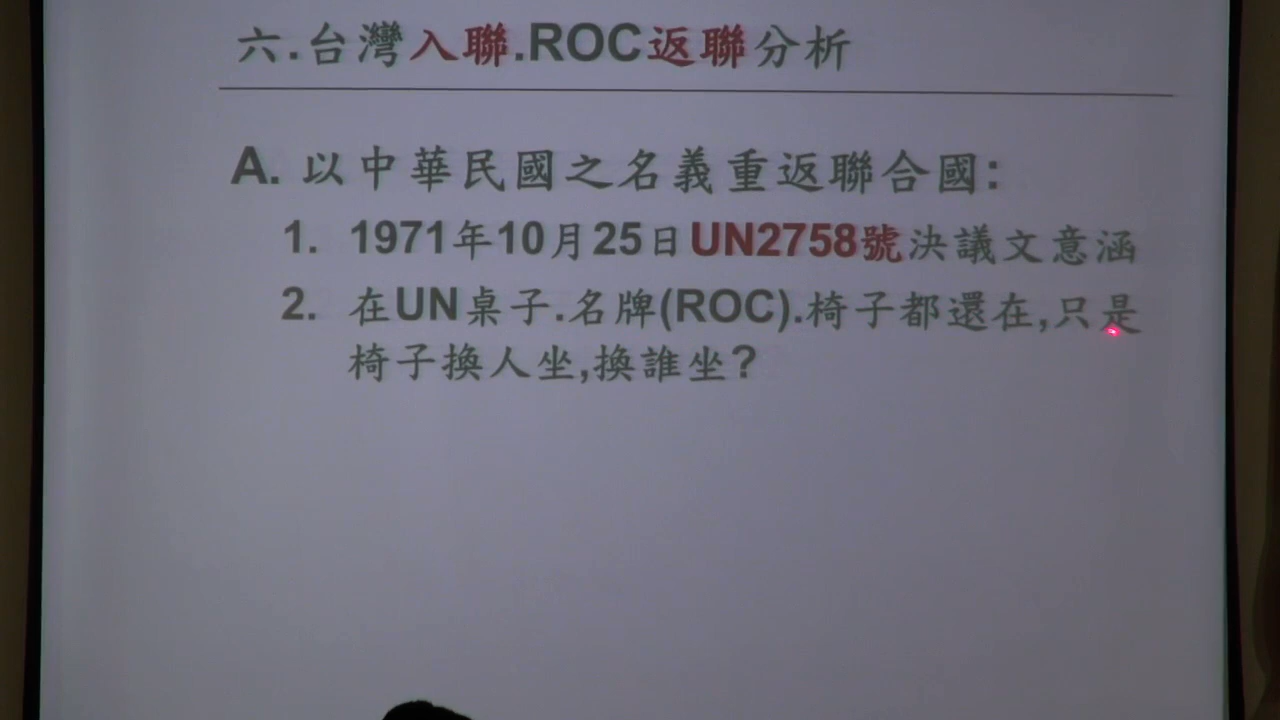 六.台灣入聯.ROC返聯分析
A. 以中華民國之名義重返聯合國:
1. 1971年10月25日UN2758號決議文意涵
2. 在UN桌子.名牌(ROC).椅子都還在,只是
椅子換人坐,換誰坐?